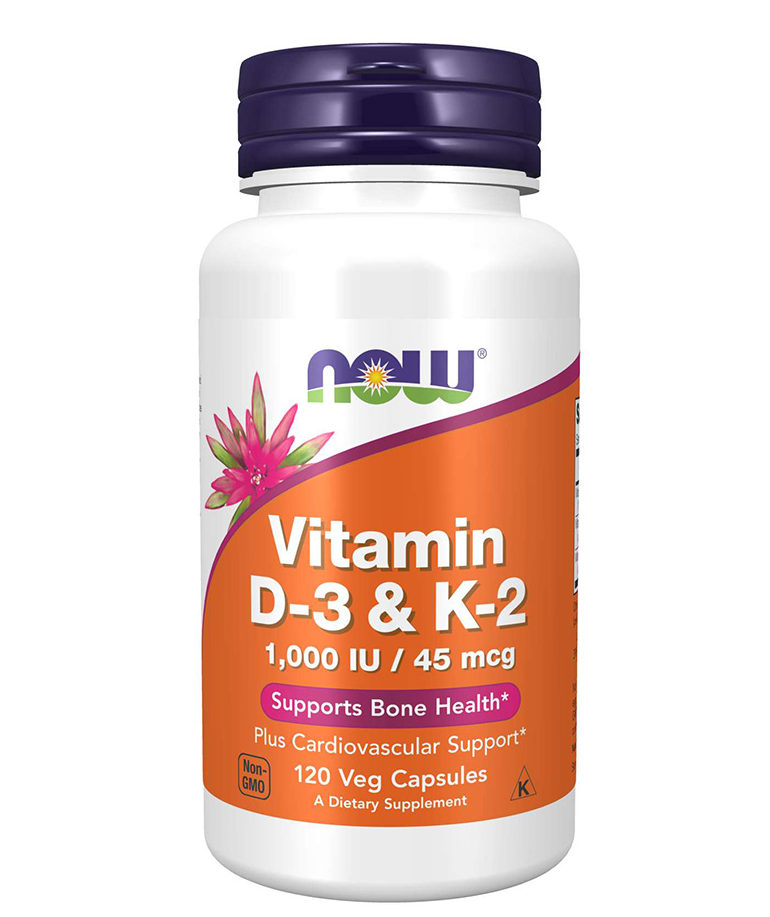 NOW®
Vitamin
D-3 & K-2
1,000 IU / 45 mcg
Supports Bone Health*
Plus Cardiovascular Support*
120 Veg Capsules
A Dietary Supplement
Non-
GMO
K